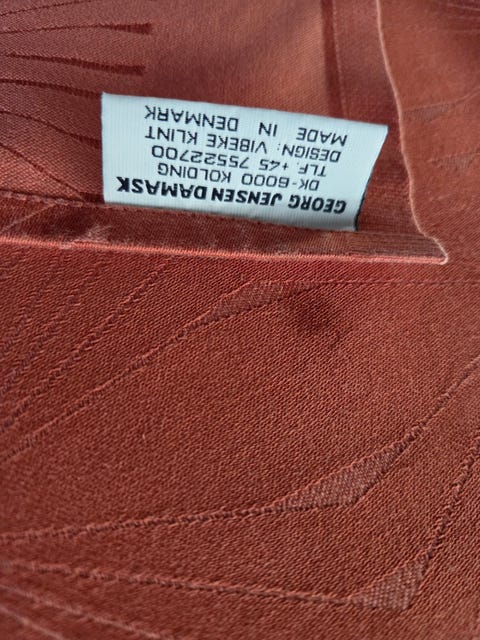 GEORG JENSEN DAMASK
DK-6000 KOLDING
TLF. +45 75522700
DESIGN: VIBEKE KLINT
MADE IN DENMARK